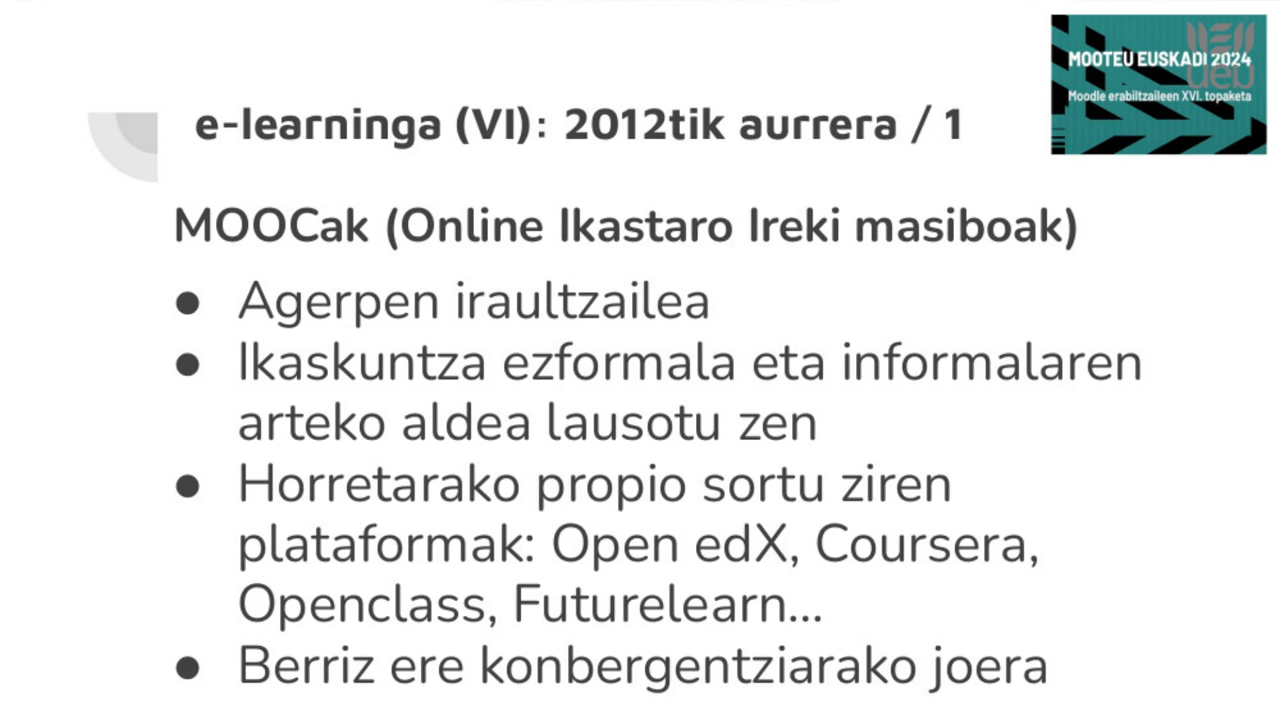 MOOTEU EUSKADI 2024
ueu
Moodle erabiltzaileen XVI. topaketa
e-learninga (VI): 2012tik aurrera / 1
MOOCak (Online Ikastaro Ireki masiboak)
● Agerpen iraultzailea
● Ikaskuntza ezformala eta informalaren
arteko aldea lausotu zen
● Horretarako propio sortu ziren
plataformak: Open edX, Coursera,
Openclass, Futurelearn...
● Berriz ere konbergentziarako joera